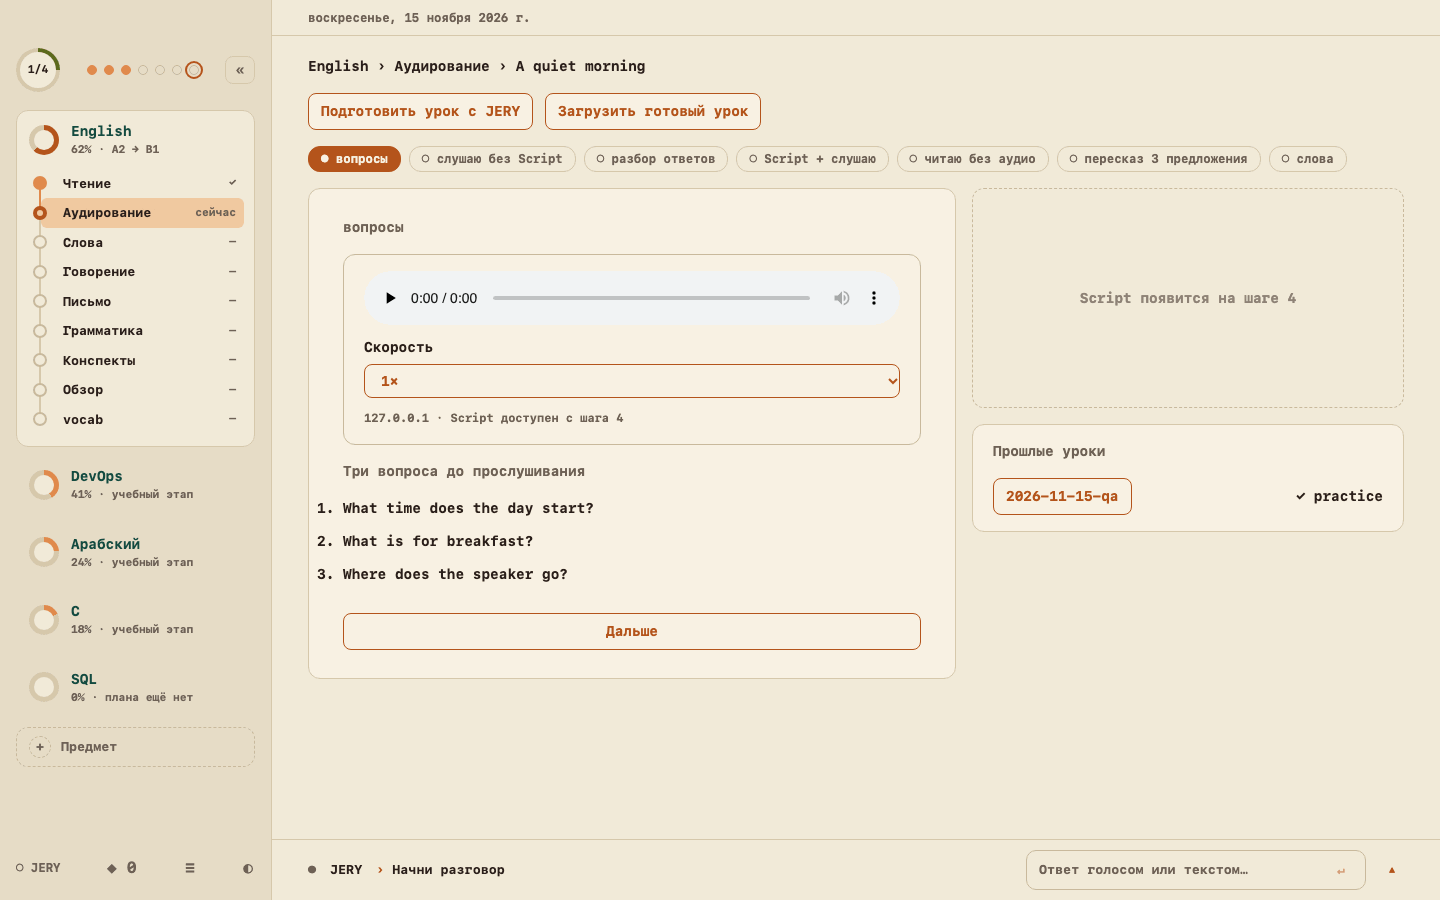 воскресенье, 15 ноября 2026 г.
1/4
«
English
62% · A2 → B1
Чтение ✓
Аудирование сейчас
Слова —
Говорение —
Письмо —
Грамматика —
Конспекты —
Обзор —
vocab —
DevOps
41% · учебный этап
Арабский
24% · учебный этап
C
18% · учебный этап
SQL
0% · плана ещё нет
+ Предмет
○ JERY ◆ 0 ≡ ◐
English › Аудирование › A quiet morning
Подготовить урок с JERY
Загрузить готовый урок
● вопросы
○ слушаю без Script
○ разбор ответов
○ Script + слушаю
○ читаю без аудио
○ пересказ 3 предложения
○ слова
вопросы
0:00 / 0:00
Скорость
1×
127.0.0.1 · Script доступен с шага 4
Три вопроса до прослушивания
1. What time does the day start?
2. What is for breakfast?
3. Where does the speaker go?
Дальше
Script появится на шаге 4
Прошлые уроки
2026-11-15-qa ✓ practice
● JERY › Начни разговор
Ответ голосом или текстом… ↵ ▲